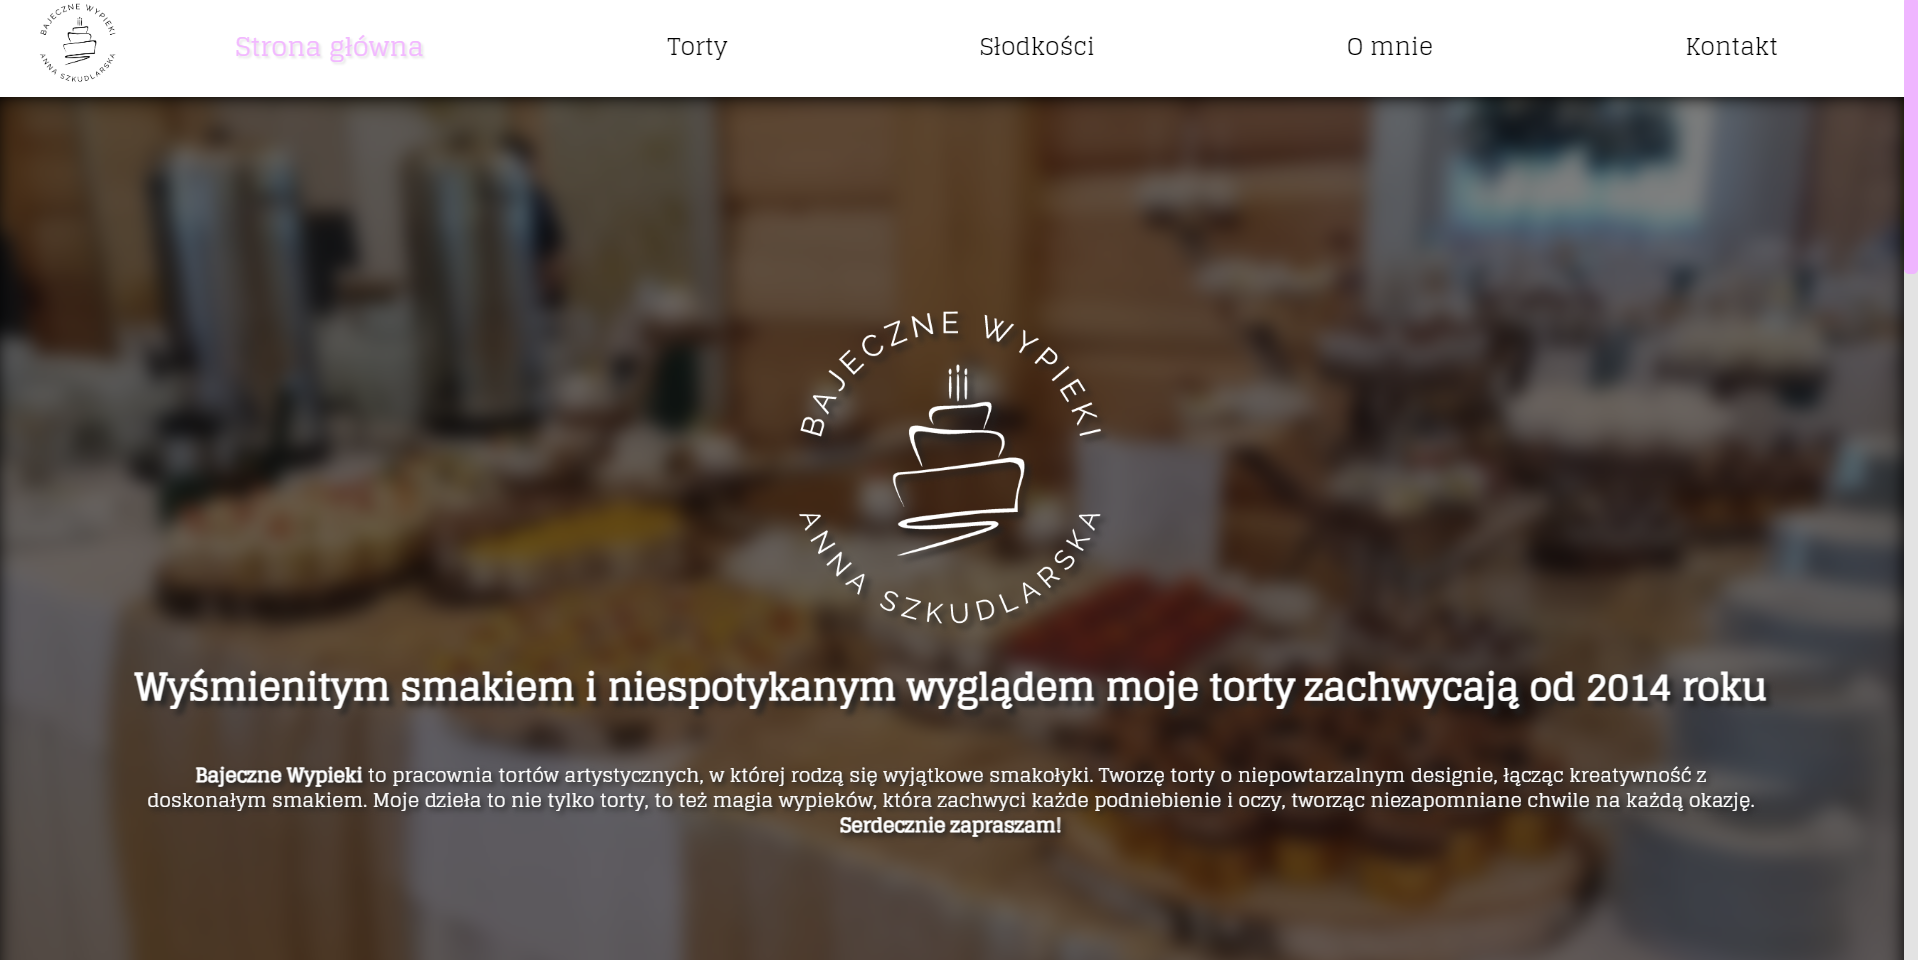 BAJECZNE WYPIEKI
ANNA SZKUDLARSKA
Strona główna
Torty
Słodkości
O mnie
Kontakt
BAJECZNE WYPIEKI
ANNA SZKUDLARSKA
Wyśmienitym smakiem i niespotykanym wyglądem moje torty zachwycają od 2014 roku
Bajeczne Wypieki to pracownia tortów artystycznych, w której rodzą się wyjątkowe smakołyki. Tworzę torty o niepowtarzalnym designie, łącząc kreatywność z
doskonałym smakiem. Moje dzieła to nie tylko torty, to też magia wypieków, która zachwyci każde podniebienie i oczy, tworząc niezapomniane chwile na każdą okazję.
Serdecznie zapraszam!